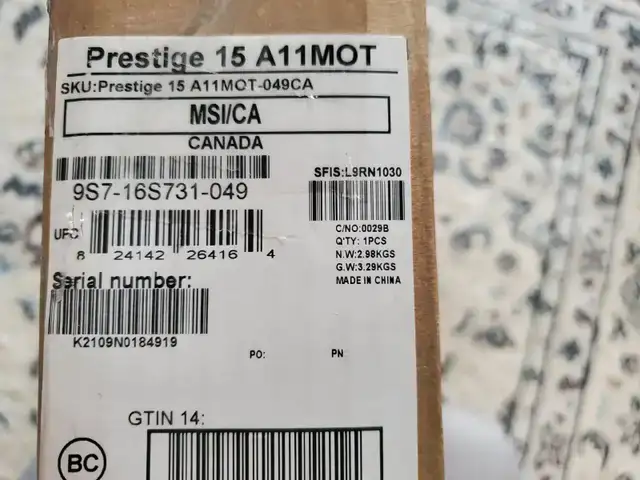 Prestige 15 A11MOT
SKU:Prestige 15 A11MOT-049CA
MSI/CA
CANADA
9S7-16S731-049
SFIS:L9RN1030
UPC
8 24142 26416 4
C/NO:0029B
Q'TY: 1PCS
N.W:2.98KGS
G.W:3.29KGS
MADE IN CHINA
Serial number:
K2109N0184919
PO:
PN
GTIN 14:
BC